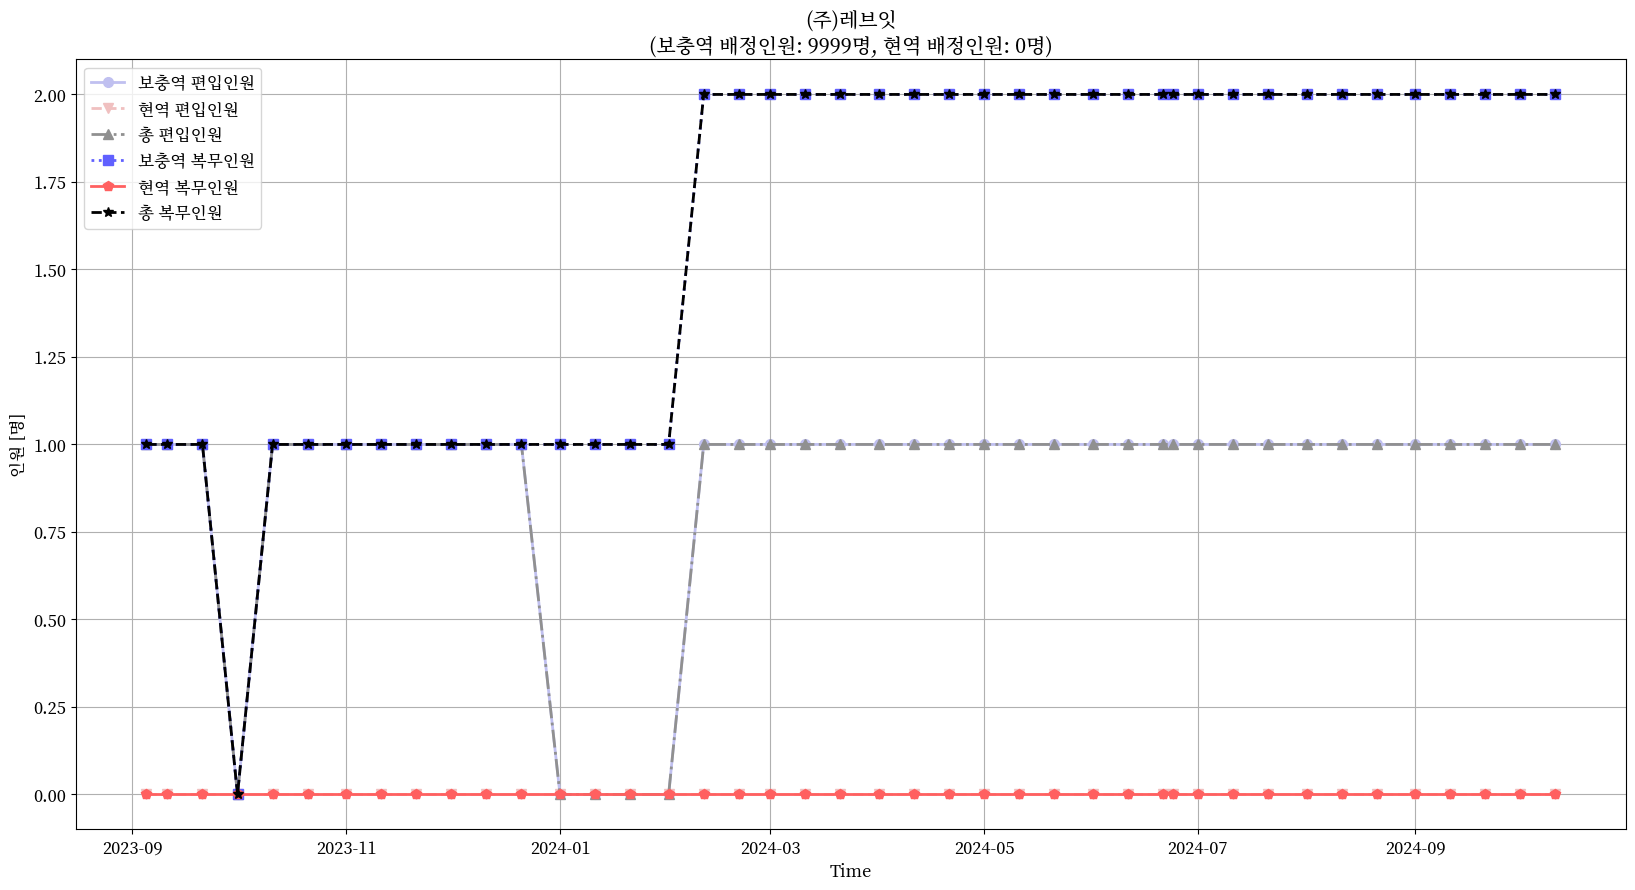 (주)레브잇
(보충역 배정인원: 9999명, 현역 배정인원: 0명)
보충역 편입인원
현역 편입인원
총 편입인원
보충역 복무인원
현역 복무인원
총 복무인원
2.00
1.75
1.50
1.25
1.00
0.75
0.50
0.25
0.00
인원 [명]
2023-09
2023-11
2024-01
2024-03
2024-05
2024-07
2024-09
Time